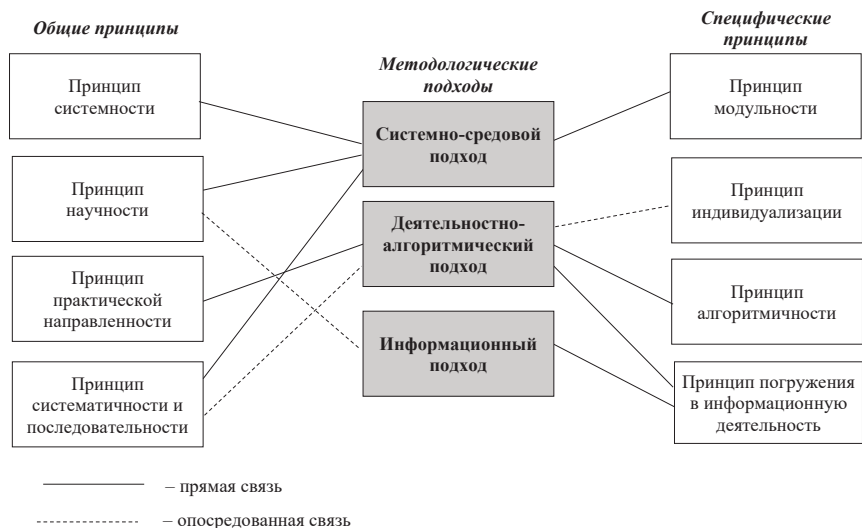 Общие принципы
Принцип
системности
Принцип
научности
Принцип
практической
направленности
Принцип
систематичности и
последовательности
Методологические
подходы
Системно-средовой
подход
Деятельностно-
алгоритмический
подход
Информационный
подход
Специфические
принципы
Принцип
модульности
Принцип
индивидуализации
Принцип
алгоритмичности
Принцип погружения
в информационную
деятельность
– прямая связь
– опосредованная связь